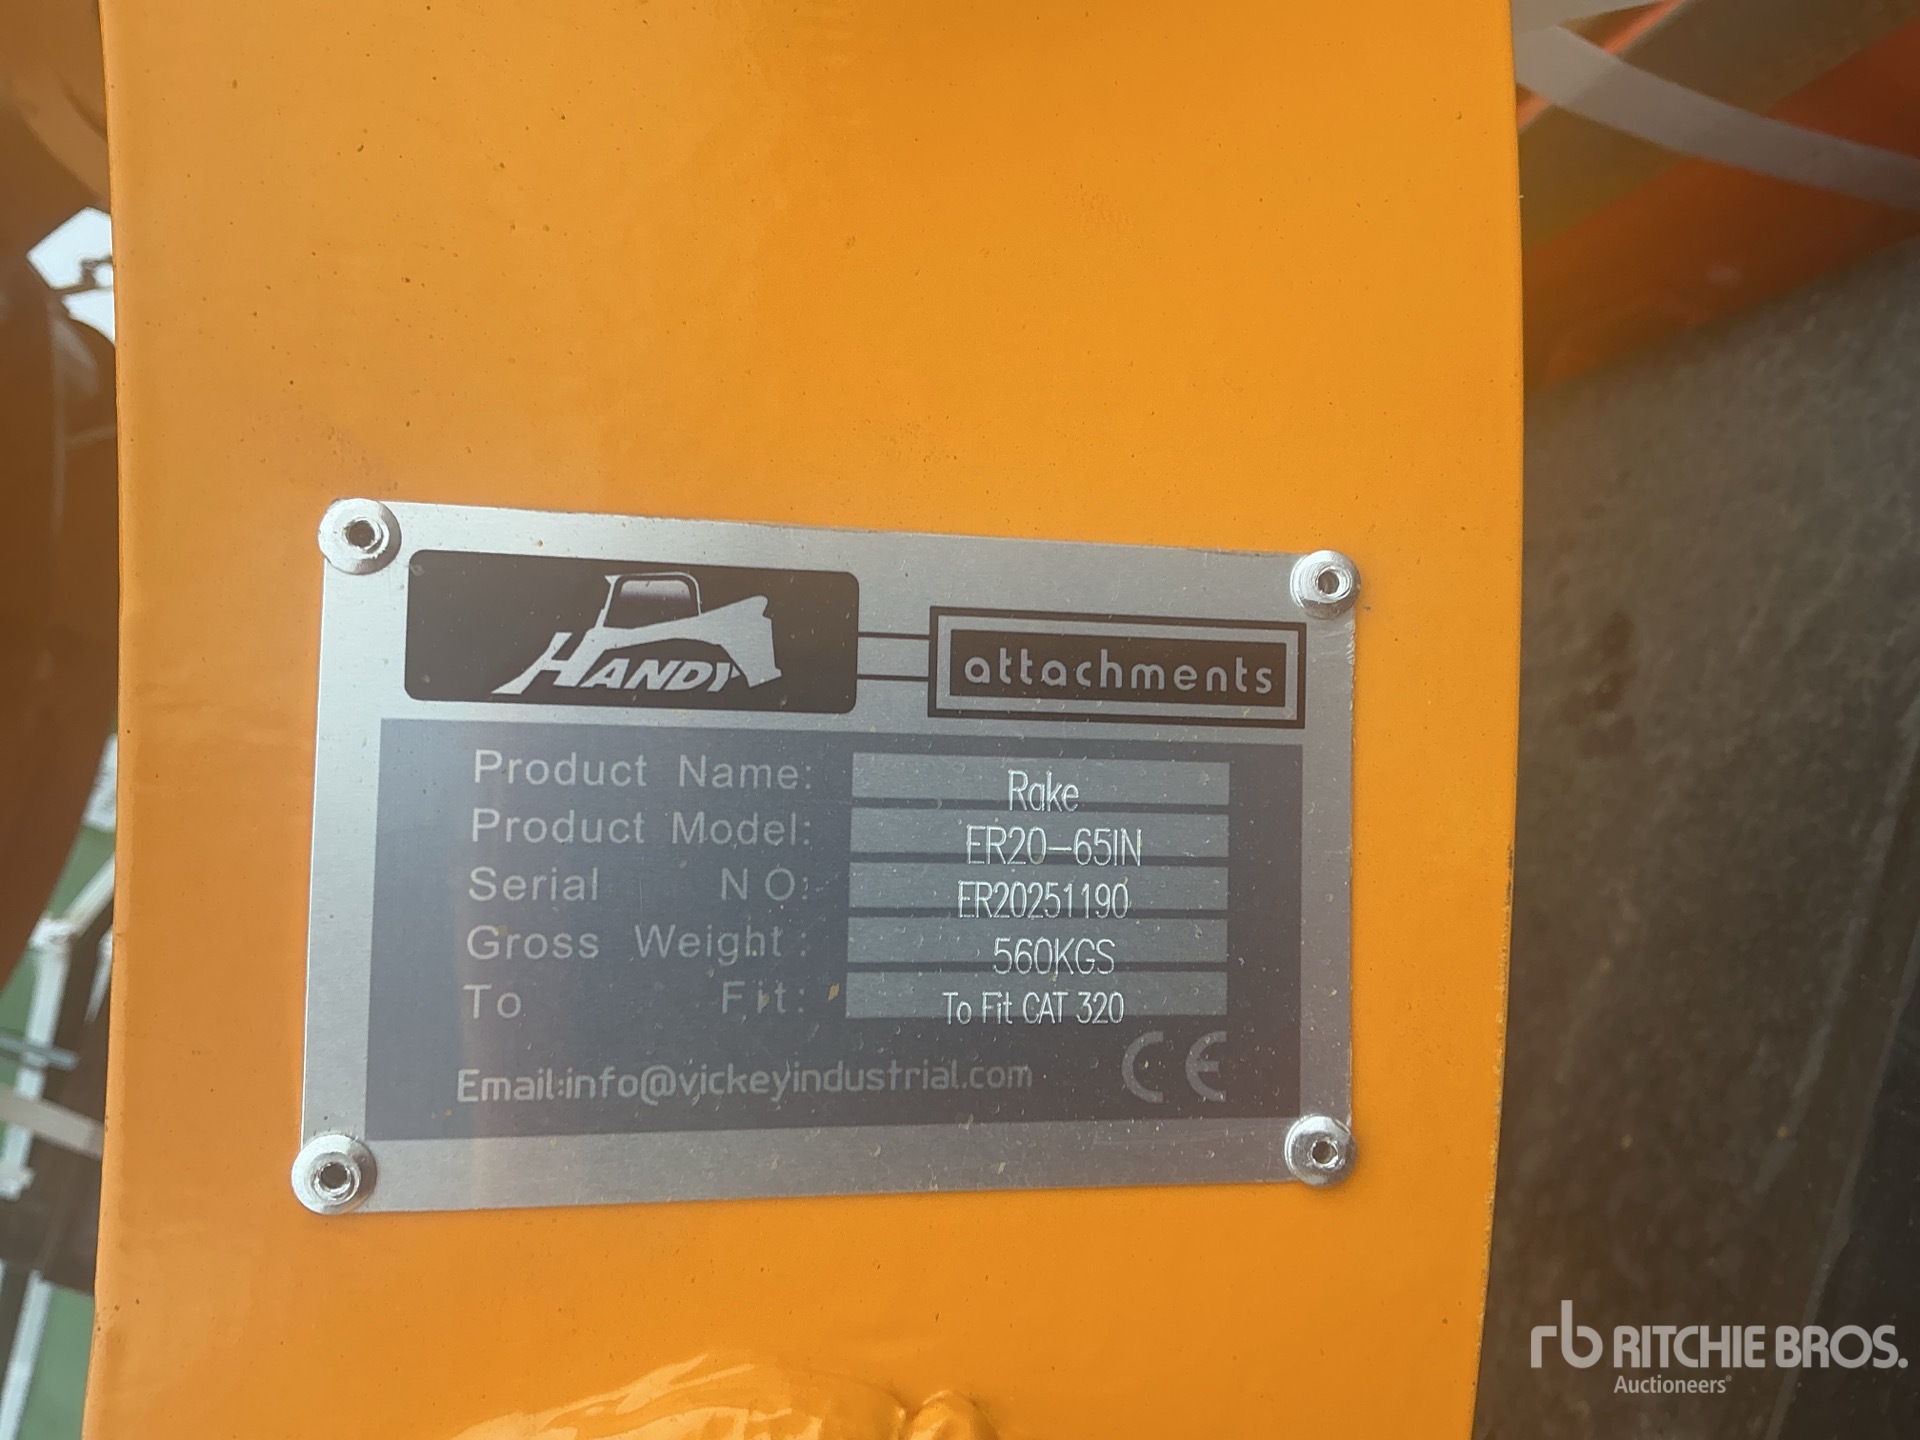 HANDY
attachments
Product Name: Rake
Product Model: ER20-65IN
Serial NO: ER20251190
Gross Weight: 560KGS
To Fit: To Fit CAT 320
Email:info@vickeyindustrial.com
CE
rb RITCHIE BROS.
Auctioneers